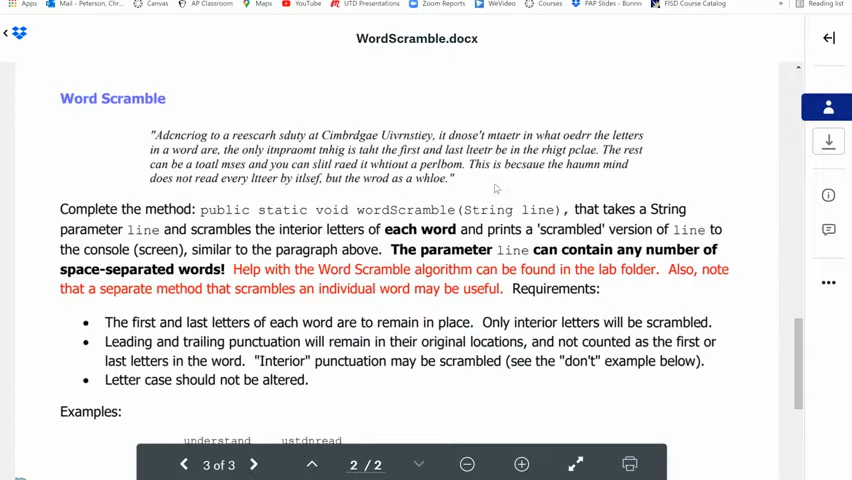 Apps Mail - Peterson, Chr... Canvas AP Classroom Maps YouTube UTD Presentations Zoom Reports WeVideo Courses PAP Slides - Bunnn FISD Course Catalog » Reading list
WordScramble.docx
Word Scramble
"Adcncriog to a reescarh sduty at Cimbrdgae Uivrnstiey, it dnose't mtaetr in what oedrr the letters
in a word are, the only itnpraomt tnhig is taht the first and last lteetr be in the rhigt pclae. The rest
can be a toatl mses and you can slitl raed it whtiout a perlbom. This is becsaue the haumn mind
does not read every ltteer by itlsef, but the wrod as a whloe."
Complete the method: public static void wordScramble(String line), that takes a String
parameter line and scrambles the interior letters of each word and prints a 'scrambled' version of line to
the console (screen), similar to the paragraph above. The parameter line can contain any number of
space-separated words! Help with the Word Scramble algorithm can be found in the lab folder. Also, note
that a separate method that scrambles an individual word may be useful. Requirements:
• The first and last letters of each word are to remain in place. Only interior letters will be scrambled.
• Leading and trailing punctuation will remain in their original locations, and not counted as the first or
last letters in the word. "Interior" punctuation may be scrambled (see the "don't" example below).
• Letter case should not be altered.
Examples:
understand ustdnread
3 of 3 2 / 2